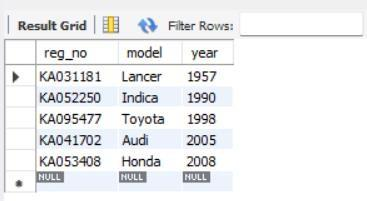 Result Grid Filter Rows:
reg_no model year
KA031181 Lancer 1957
KA052250 Indica 1990
KA095477 Toyota 1998
KA041702 Audi 2005
KA053408 Honda 2008
NULL NULL NULL